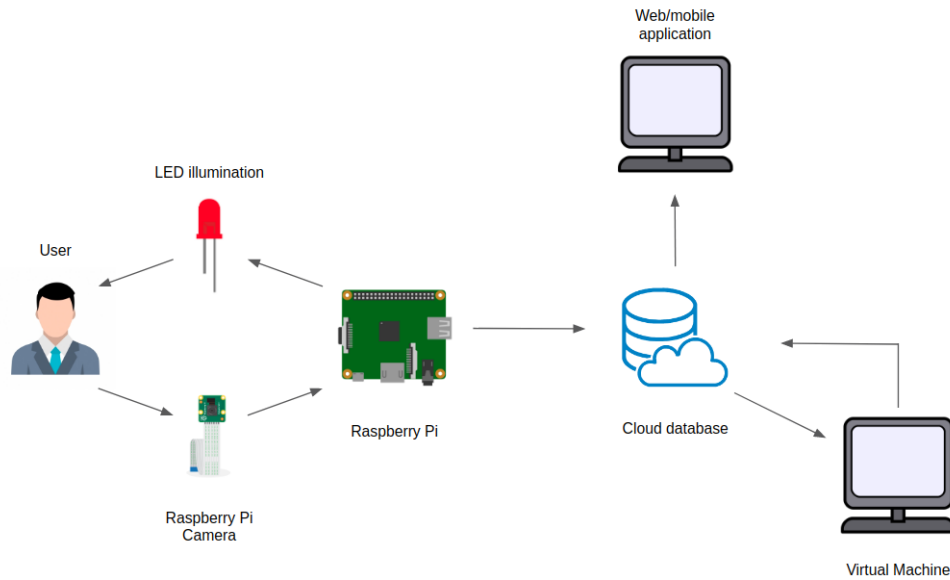 Web/mobile
application
LED illumination
User
Raspberry Pi
Cloud database
Raspberry Pi
Camera
Virtual Machine